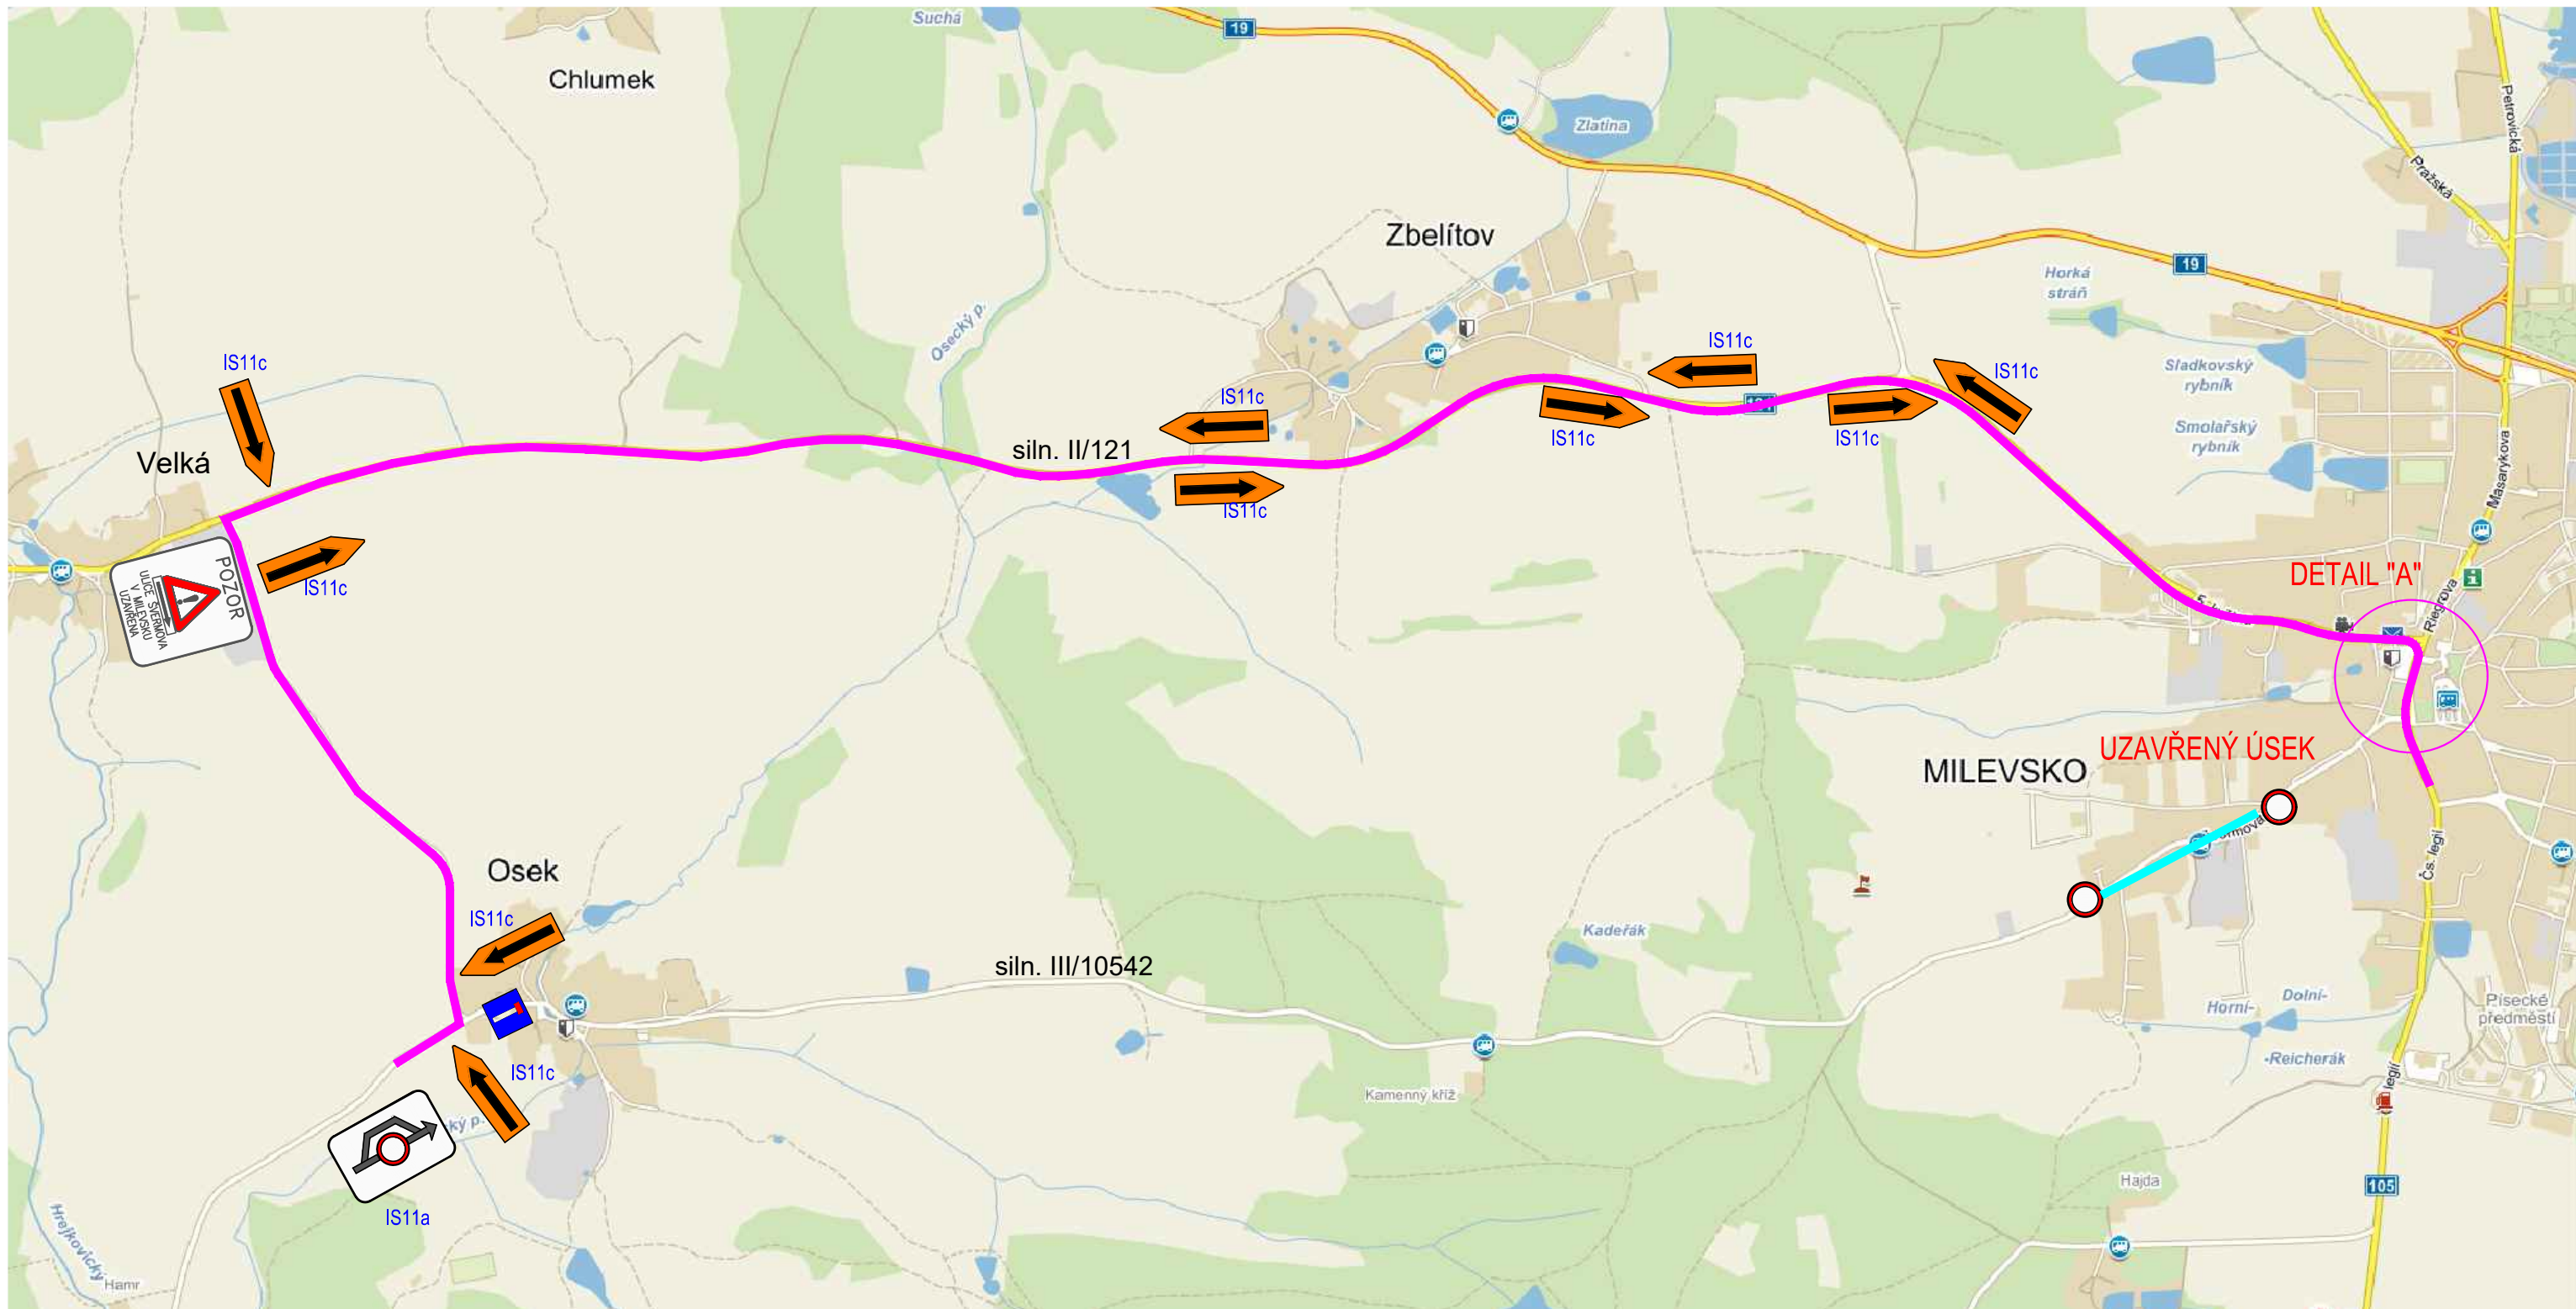 Suchá
19
Chlumek
Zlatina
Petrovická
Pražská
Zbelítov
19
Horká
stráň
Osecký p.
IS11c
IS11c
Sladkovský
rybník
IS11c
IS11c
Smolařský
rybník
Masarykova
IS11c
IS11c
siln. II/121
Velká
IS11c
IS11c
POZOR
ULICE ŠVERMOVA
V MILEVSKU
UZAVŘENA
DETAIL "A"
Riegrova
UZAVŘENÝ ÚSEK
MILEVSKO
Čs. legií
Osek
IS11c
Kadeřák
siln. III/10542
Horní-
Dolní-
-Reicherák
Písecké
předměstí
IS11c
Kamenný kříž
legií
ký p.
IS11a
Hajda
105
Hrejkovický
Hamr